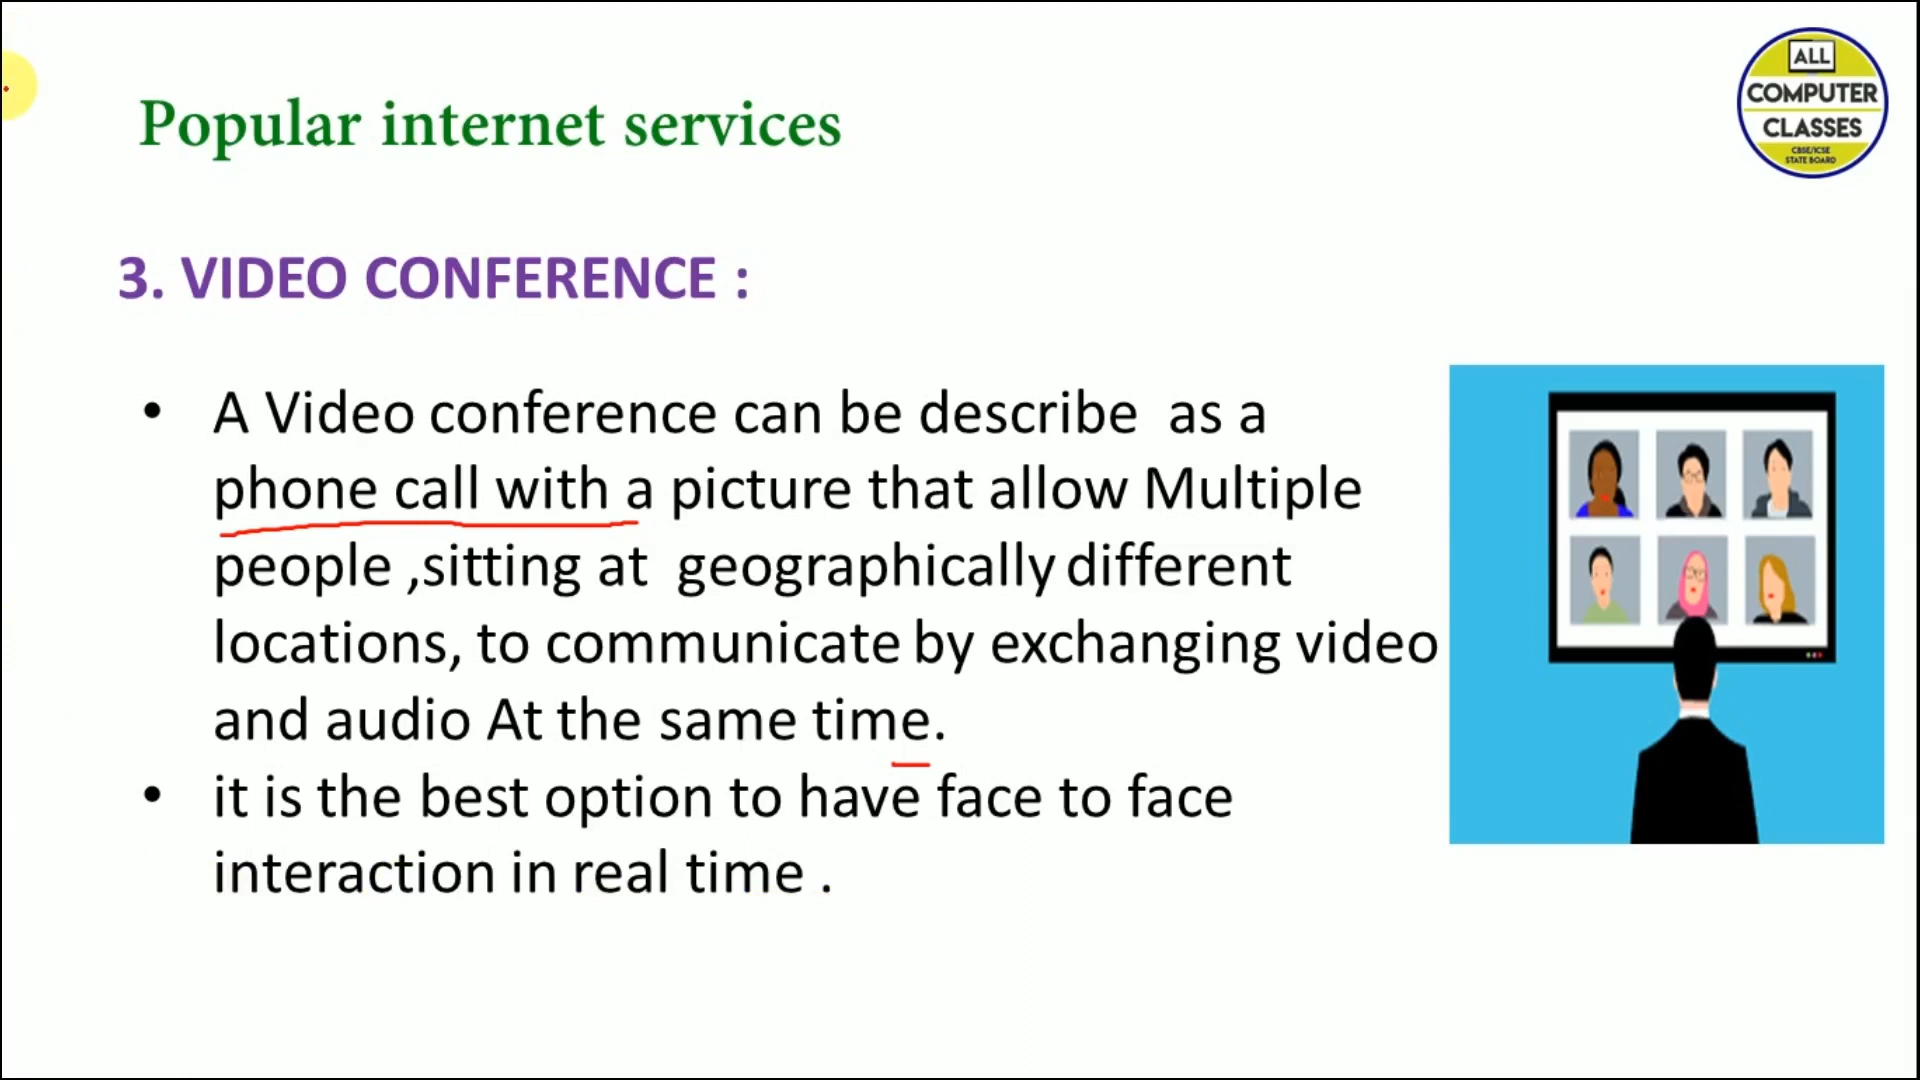 ALL
COMPUTER
CLASSES
CBSE/ICSE
STATE BOARD
Popular internet services
3. VIDEO CONFERENCE :
• A Video conference can be describe  as a
phone call with a picture that allow Multiple
people ,sitting at  geographically different
locations, to communicate by exchanging video
and audio At the same time.
• it is the best option to have face to face
interaction in real time .